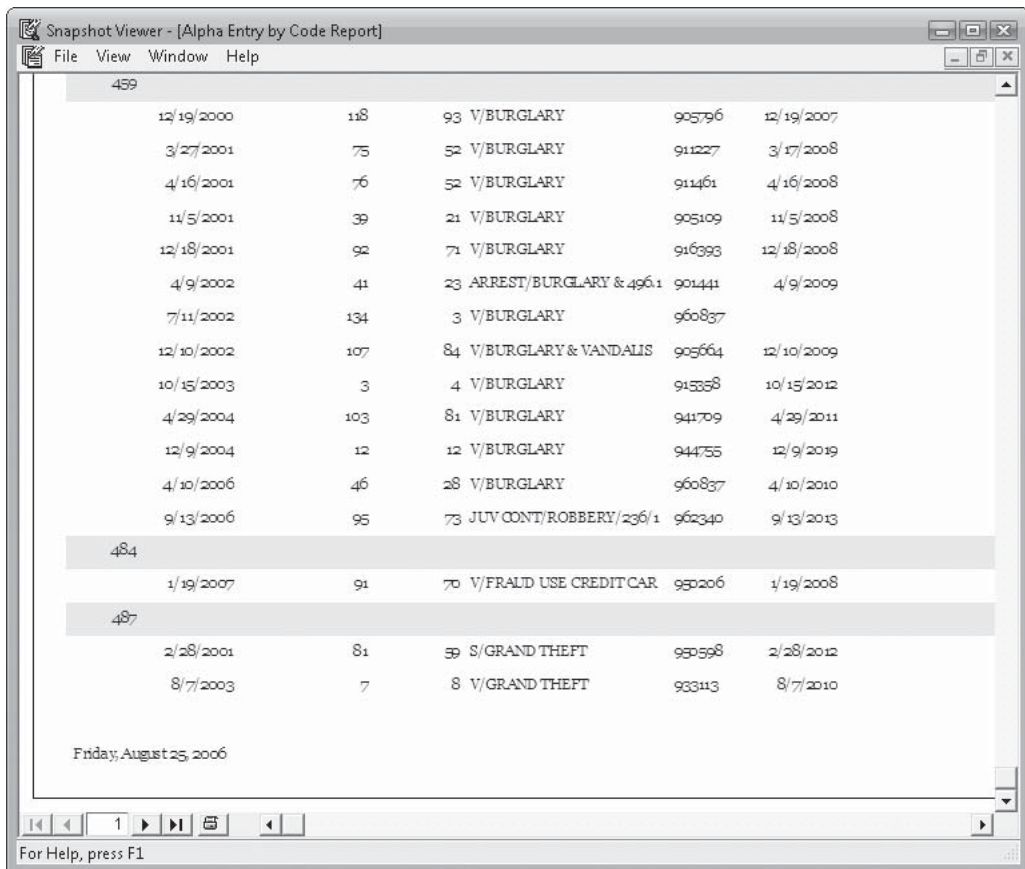 Snapshot Viewer - [Alpha Entry by Code Report]
File View Window Help
459
12/19/2000 118 93 V/BURGLARY 905796 12/19/2007
3/27/2001 75 52 V/BURGLARY 911227 3/17/2008
4/16/2001 76 52 V/BURGLARY 911461 4/16/2008
11/5/2001 39 21 V/BURGLARY 905109 11/5/2008
12/18/2001 92 71 V/BURGLARY 916393 12/18/2008
4/9/2002 41 23 ARREST/BURGLARY & 496.1 901441 4/9/2009
7/11/2002 134 3 V/BURGLARY 960837
12/10/2002 107 84 V/BURGLARY & VANDALIS 905664 12/10/2009
10/15/2003 3 4 V/BURGLARY 915358 10/15/2012
4/29/2004 103 81 V/BURGLARY 941709 4/29/2011
12/9/2004 12 12 V/BURGLARY 944755 12/9/2019
4/10/2006 46 28 V/BURGLARY 960837 4/10/2010
9/13/2006 95 73 JUV CONT/ROBBERY/236/1 962340 9/13/2013
484
1/19/2007 91 70 V/FRAUD USE CREDIT CAR 950206 1/19/2008
487
2/28/2001 81 59 S/GRAND THEFT 950598 2/28/2012
8/7/2003 7 8 V/GRAND THEFT 933113 8/7/2010
Friday, August 25, 2006
1
For Help, press F1